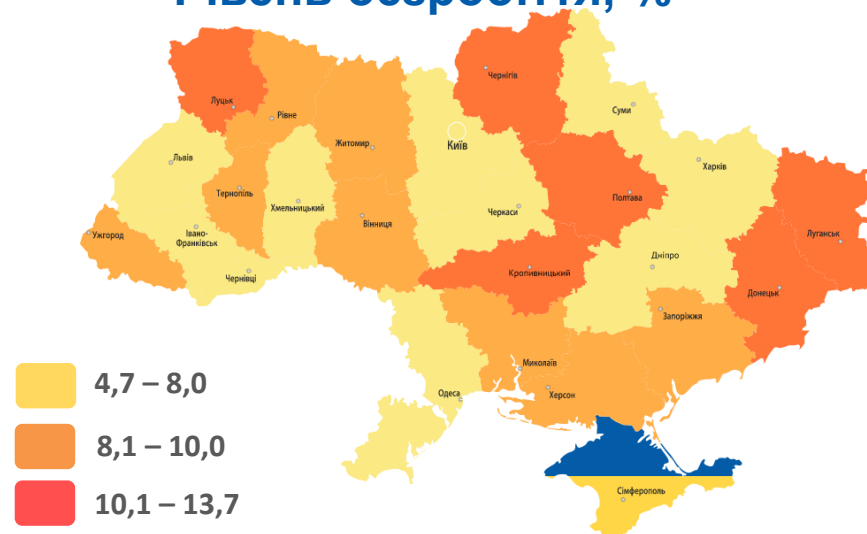 Луцьк
Рівне
Житомир
Чернігів
Суми
Київ
Львів
Тернопіль
Хмельницький
Вінниця
Черкаси
Полтава
Харків
Луганськ
Ужгород
Івано-
Франківськ
Чернівці
Кропивницький
Дніпро
Донецьк
Запоріжжя
Миколаїв
Одеса
Херсон
Сімферополь
4,7 – 8,0
8,1 – 10,0
10,1 – 13,7